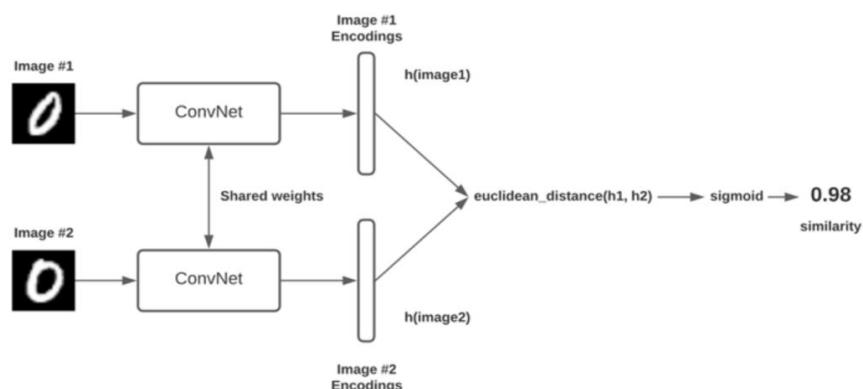 Image #1
Encodings
Image #1
h(image1)
ConvNet
Shared weights
euclidean_distance(h1, h2)
sigmoid
0.98
similarity
Image #2
ConvNet
h(image2)
Image #2
Encodings